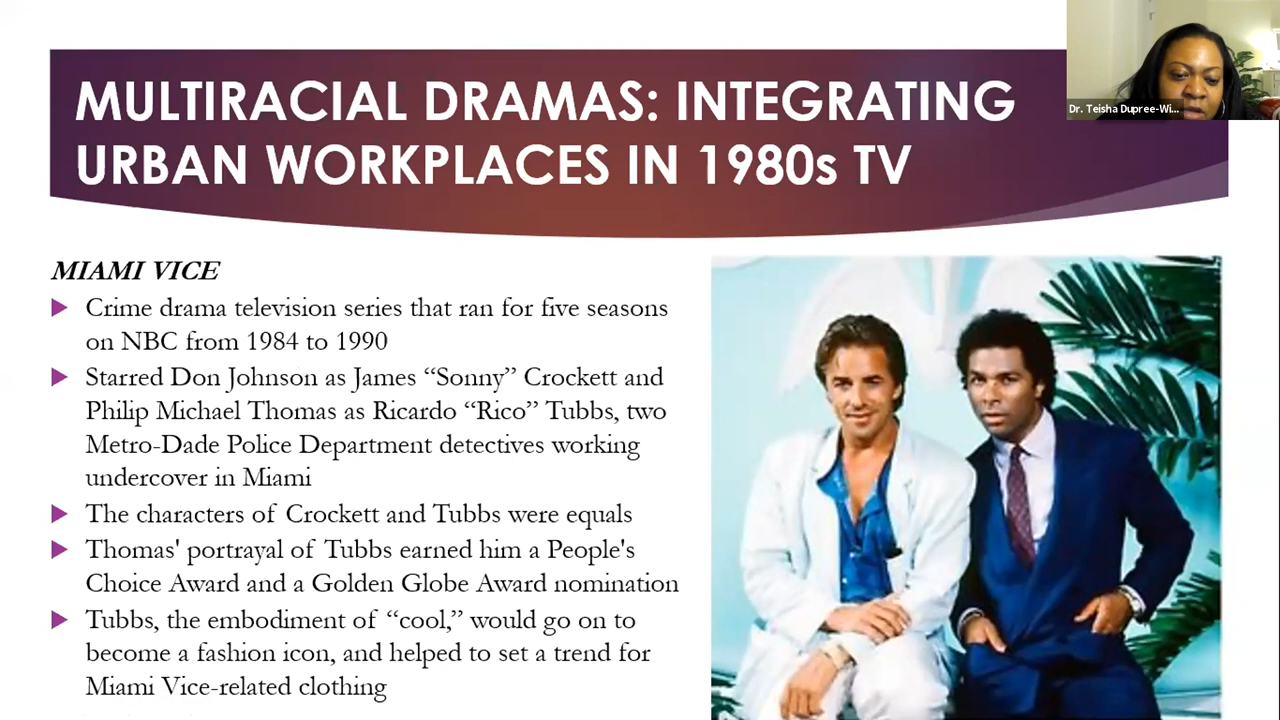 MULTIRACIAL DRAMAS: INTEGRATING
URBAN WORKPLACES IN 1980s TV
Dr. Teisha Dupree-Wi...
MIAMI VICE
Crime drama television series that ran for five seasons
on NBC from 1984 to 1990
Starred Don Johnson as James “Sonny” Crockett and
Philip Michael Thomas as Ricardo “Rico” Tubbs, two
Metro-Dade Police Department detectives working
undercover in Miami
The characters of Crockett and Tubbs were equals
Thomas' portrayal of Tubbs earned him a People's
Choice Award and a Golden Globe Award nomination
Tubbs, the embodiment of “cool,” would go on to
become a fashion icon, and helped to set a trend for
Miami Vice-related clothing